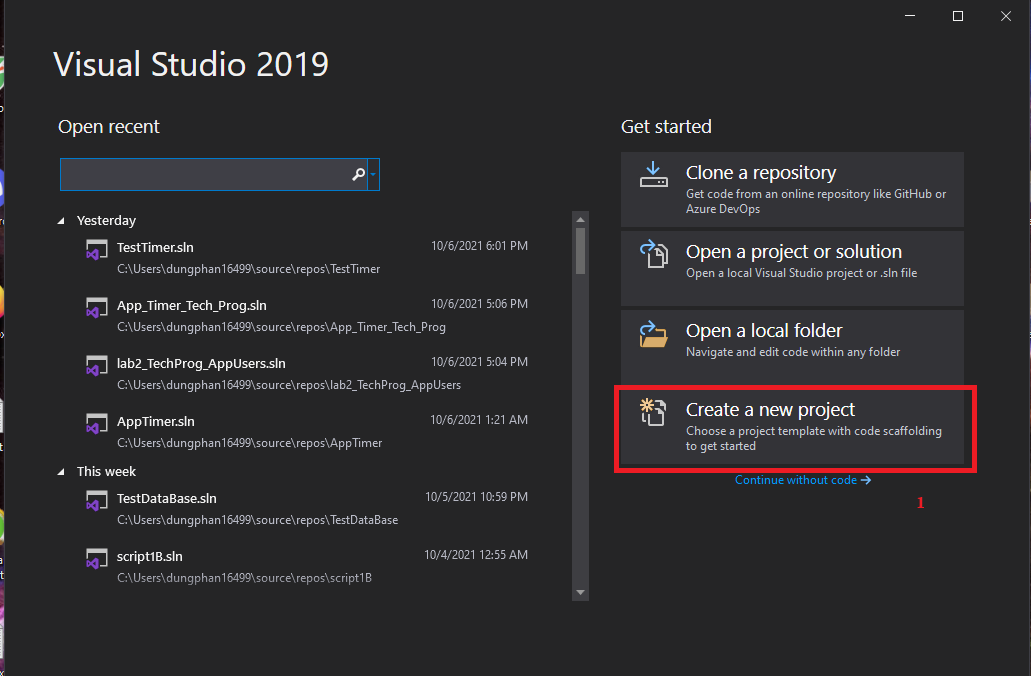 Visual Studio 2019
Open recent
Yesterday
TestTimer.sln 10/6/2021 6:01 PM
C:\Users\dungphan16499\source\repos\TestTimer
App_Timer_Tech_Prog.sln 10/6/2021 5:06 PM
C:\Users\dungphan16499\source\repos\App_Timer_Tech_Prog
lab2_TechProg_AppUsers.sln 10/6/2021 5:04 PM
C:\Users\dungphan16499\source\repos\lab2_TechProg_AppUsers
AppTimer.sln 10/6/2021 1:21 AM
C:\Users\dungphan16499\source\repos\AppTimer
This week
TestDataBase.sln 10/5/2021 10:59 PM
C:\Users\dungphan16499\source\repos\TestDataBase
script1B.sln 10/4/2021 12:55 AM
C:\Users\dungphan16499\source\repos\script1B
Get started
Clone a repository
Get code from an online repository like GitHub or
Azure DevOps
Open a project or solution
Open a local Visual Studio project or .sln file
Open a local folder
Navigate and edit code within any folder
Create a new project
Choose a project template with code scaffolding
to get started
Continue without code →
1